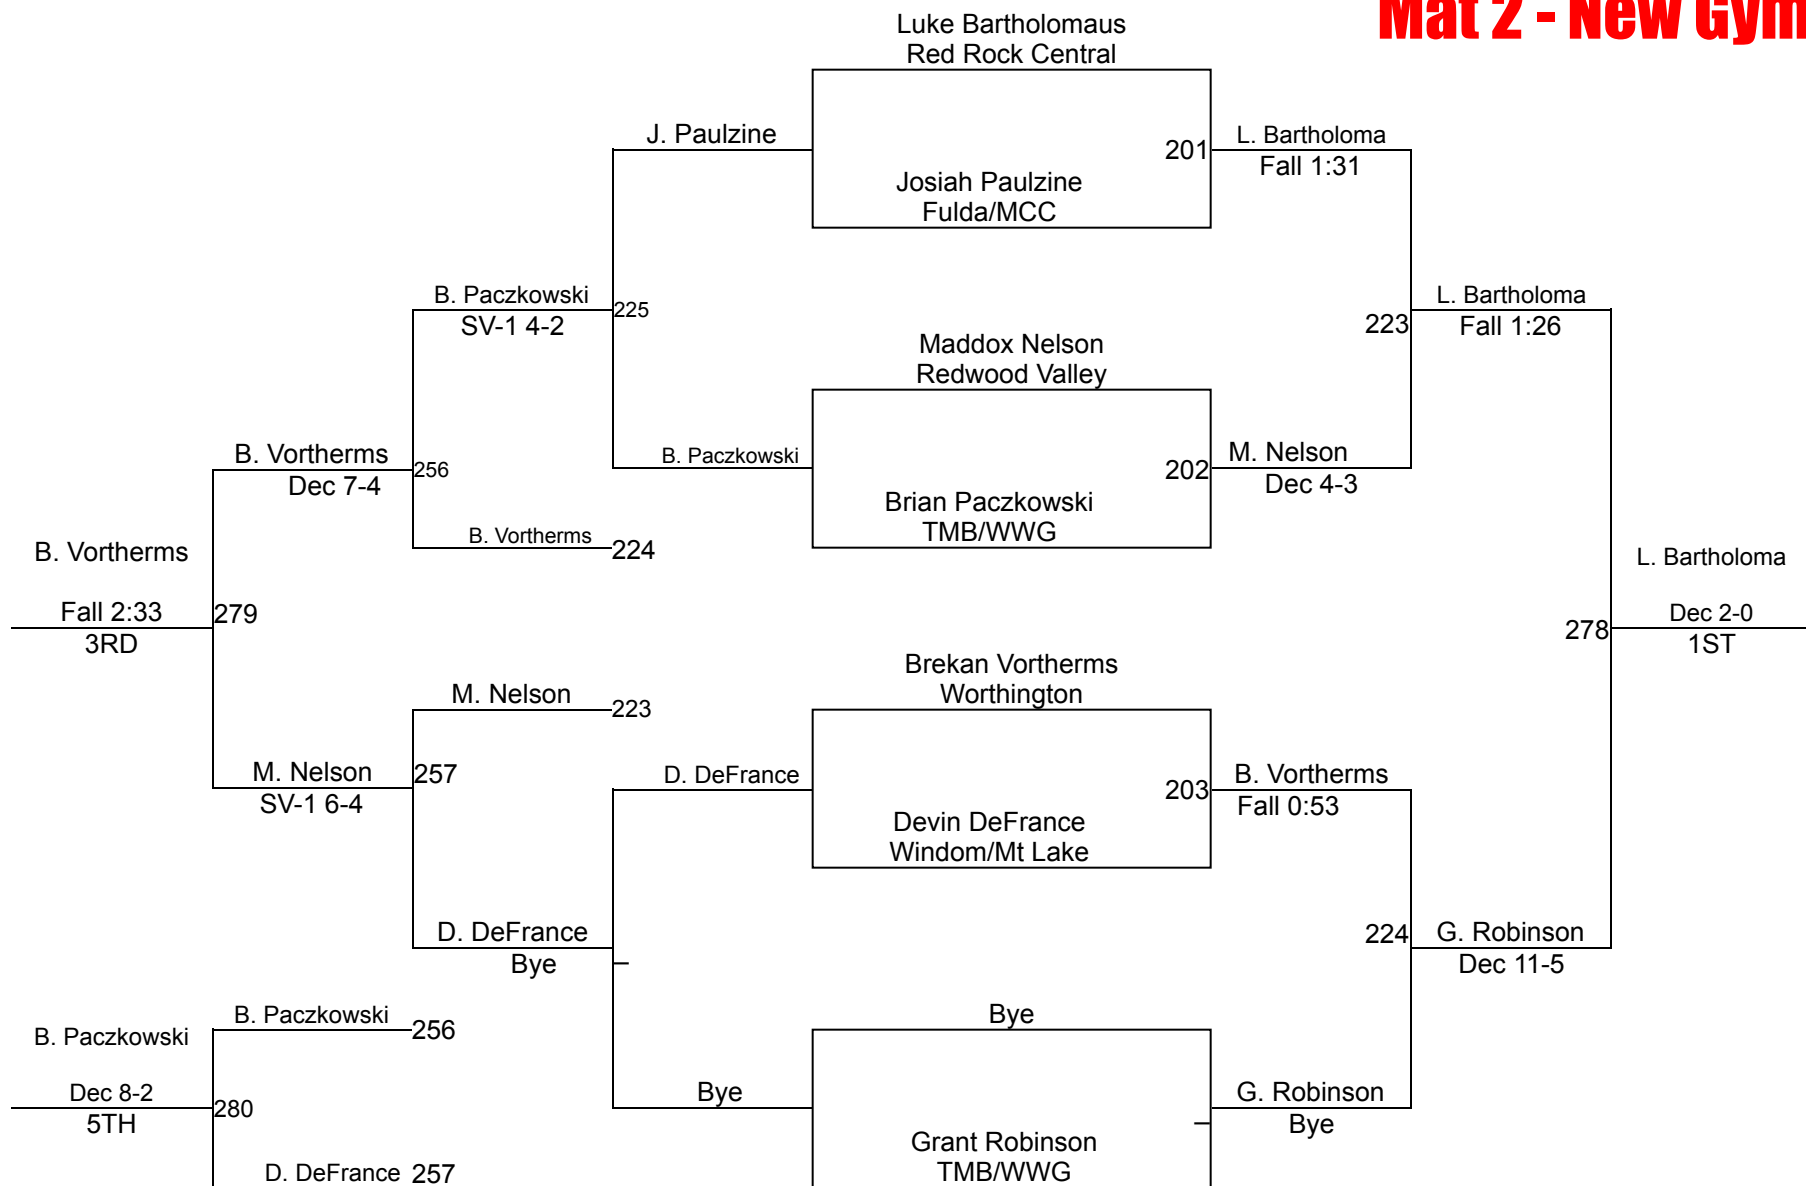 Mat 2 - New Gym
Luke Bartholomaus
Red Rock Central
J. Paulzine
201
L. Bartholoma
Fall 1:31
Josiah Paulzine
Fulda/MCC
B. Paczkowski
SV-1 4-2
225
L. Bartholoma
Fall 1:26
223
Maddox Nelson
Redwood Valley
B. Vortherms
Dec 7-4
256
B. Paczkowski
202
M. Nelson
Dec 4-3
Brian Paczkowski
TMB/WWG
B. Vortherms
224
B. Vortherms
Fall 2:33
3RD
279
L. Bartholoma
Dec 2-0
1ST
278
Brekan Vortherms
Worthington
M. Nelson
223
M. Nelson
SV-1 6-4
257
D. DeFrance
203
B. Vortherms
Fall 0:53
Devin DeFrance
Windom/Mt Lake
D. DeFrance
Bye
224
G. Robinson
Dec 11-5
B. Paczkowski
256
Bye
B. Paczkowski
Dec 8-2
5TH
280
Bye
G. Robinson
Bye
Grant Robinson
TMB/WWG
D. DeFrance
257